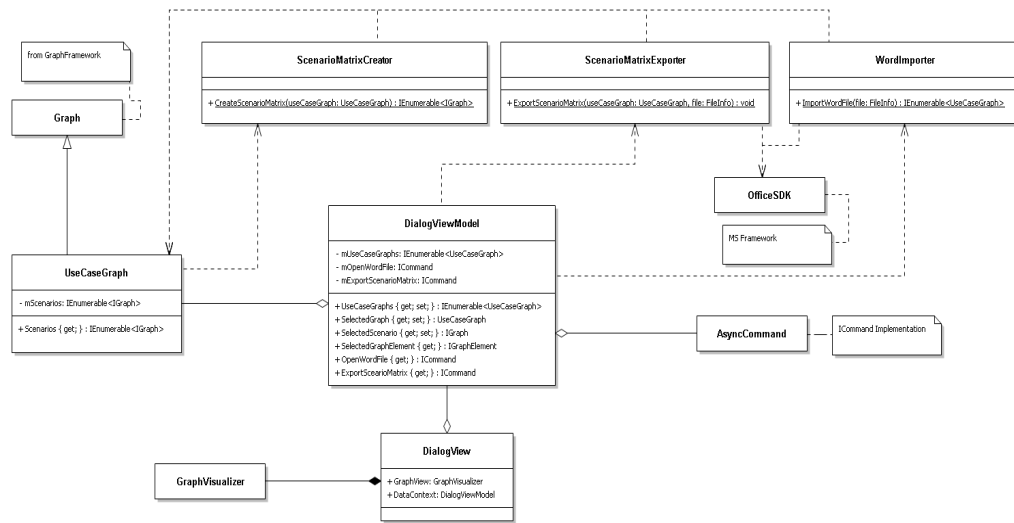 from GraphFramework
Graph
ScenarioMatrixCreator
+ CreateScenarioMatrix(useCaseGraph: UseCaseGraph) : IEnumerable<IGraph>
ScenarioMatrixExporter
+ ExportScenarioMatrix(useCaseGraph: UseCaseGraph, file: FileInfo) : void
WordImporter
+ ImportWordFile(file: FileInfo) : IEnumerable<UseCaseGraph>
OfficeSDK
MS Framework
DialogViewModel
- mUseCaseGraphs: IEnumerable<UseCaseGraph>
- mOpenWordFile: ICommand
- mExportScenarioMatrix: ICommand
+ UseCaseGraphs { get; set; } : IEnumerable<UseCaseGraph>
+ SelectedGraph { get; set; } : UseCaseGraph
+ SelectedScenario { get; set; } : IGraph
+ SelectedGraphElement { get; } : IGraphElement
+ OpenWordFile { get; } : ICommand
+ ExportScearioMatrix { get; } : ICommand
UseCaseGraph
- mScenarios: IEnumerable<IGraph>
+ Scenarios { get; } : IEnumerable<IGraph>
AsyncCommand
ICommand Implementation
DialogView
+ GraphView: GraphVisualizer
+ DataContext: DialogViewModel
GraphVisualizer